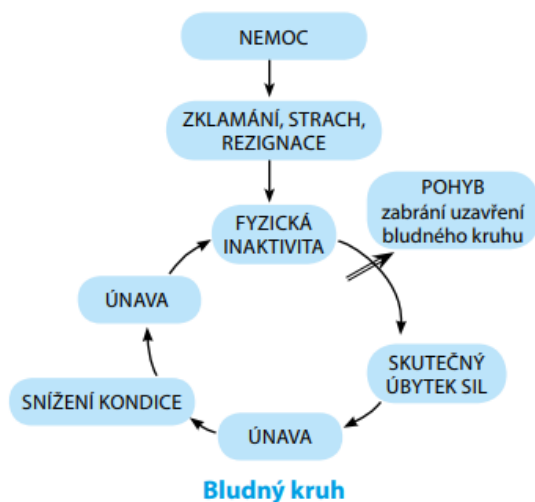 NEMOC
ZKLAMÁNÍ, STRACH,
REZIGNACE
POHYB
zabrání uzavření
bludného kruhu
FYZICKÁ
INAKTIVITA
ÚNAVA
SKUTEČNÝ
ÚBYTEK SIL
SNÍŽENÍ KONDICE
ÚNAVA
Bludný kruh